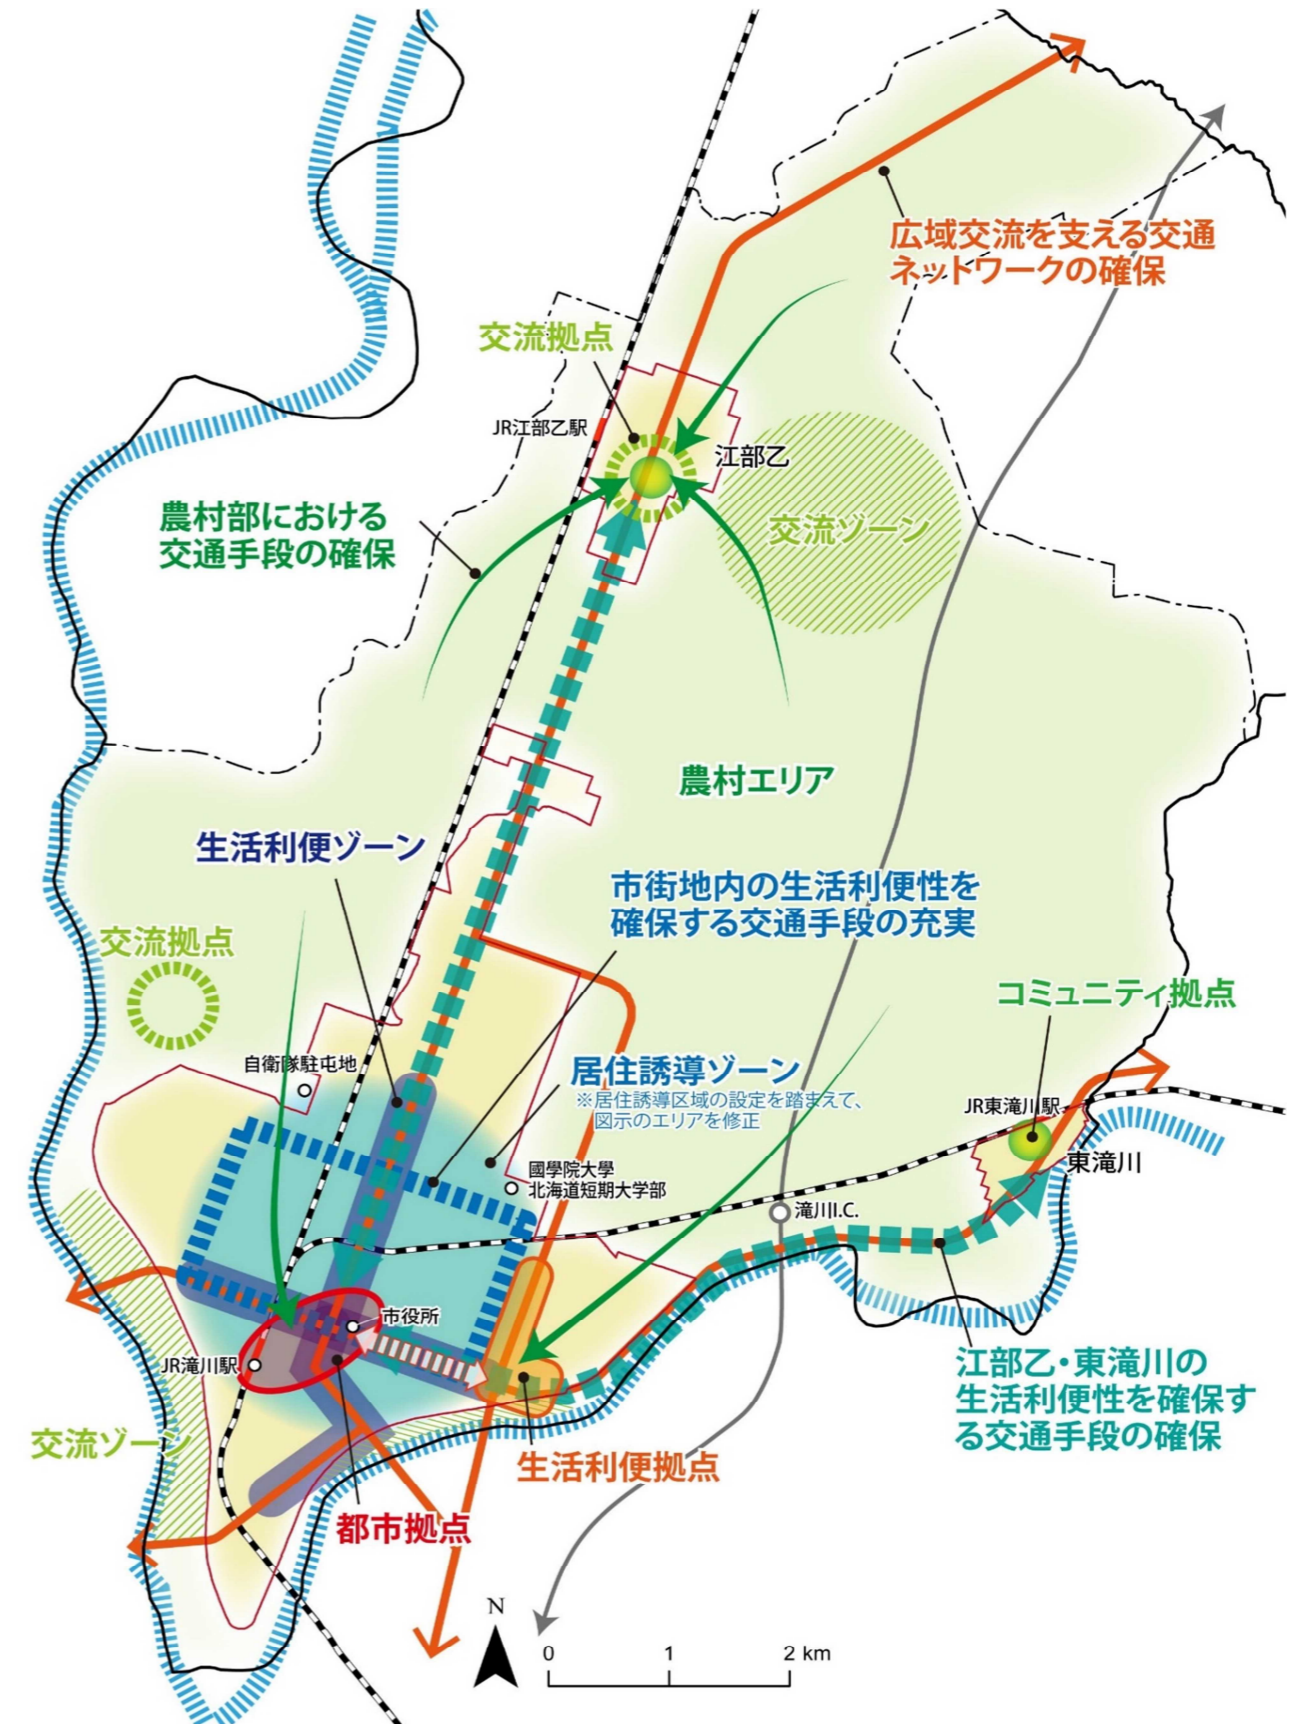 広域交流を支える交通
ネットワークの確保
交流拠点
JR江部乙駅
江部乙
農村部における
交通手段の確保
交流ゾーン
農村エリア
生活利便ゾーン
市街地内の生活利便性を
確保する交通手段の充実
交流拠点
コミュニティ拠点
自衛隊駐屯地
居住誘導ゾーン
※居住誘導区域の設定を踏まえて、
図示のエリアを修正
JR東滝川駅
東滝川
國學院大學
北海道短期大学部
滝川I.C.
市役所
JR滝川駅
江部乙・東滝川の
生活利便性を確保す
る交通手段の確保
交流ゾーン
生活利便拠点
都市拠点
N
0 1 2 km